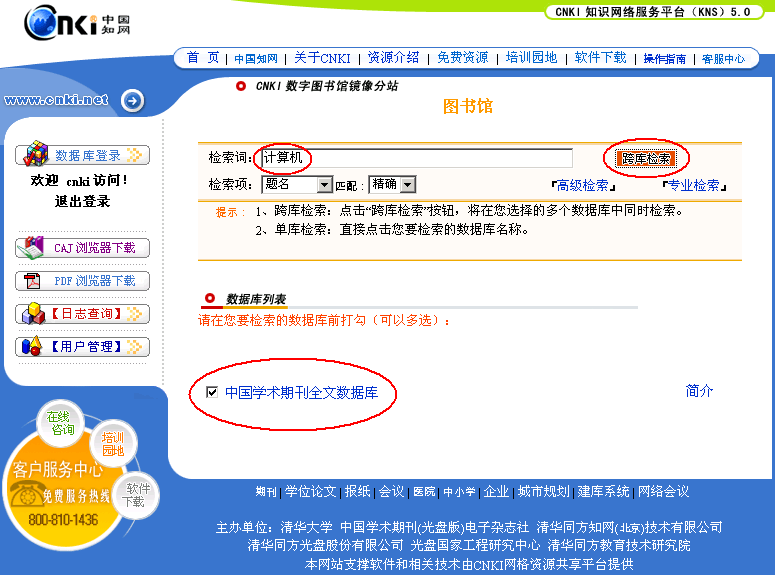 CNKI 知识网络服务平台（KNS）5.0
cnki 中国知网
首 页 | 中国知网 | 关于CNKI | 资源介绍 | 免费资源 | 培训园地 | 软件下载 | 操作指南 | 客服中心
www.cnki.net
CNKI 数字图书馆镜像分站
图书馆
数据库登录
欢迎 cnki 访问！
退出登录
CAJ 浏览器下载
PDF 浏览器下载
【日志查询】
【用户管理】
检索词： 计算机 跨库检索
检索项： 题名 匹配： 精确 『高级检索』 『专业检索』
提示： 1、跨库检索：点击“跨库检索”按钮，将在您选择的多个数据库中同时检索。
2、单库检索：直接点击您要检索的数据库名称。
数据库列表
请在您要检索的数据库前打勾（可以多选）：
中国学术期刊全文数据库 简介
在线咨询
培训园地
软件下载
客户服务中心
免费服务热线
800-810-1436
期刊 | 学位论文 | 报纸 | 会议 | 医院 | 中小学 | 企业 | 城市规划 | 建库系统 | 网络会议
主办单位：清华大学 中国学术期刊(光盘版)电子杂志社 清华同方知网(北京)技术有限公司
清华同方光盘股份有限公司 光盘国家工程研究中心 清华同方教育技术研究院
本网站支撑软件和相关技术由CNKI网格资源共享平台提供